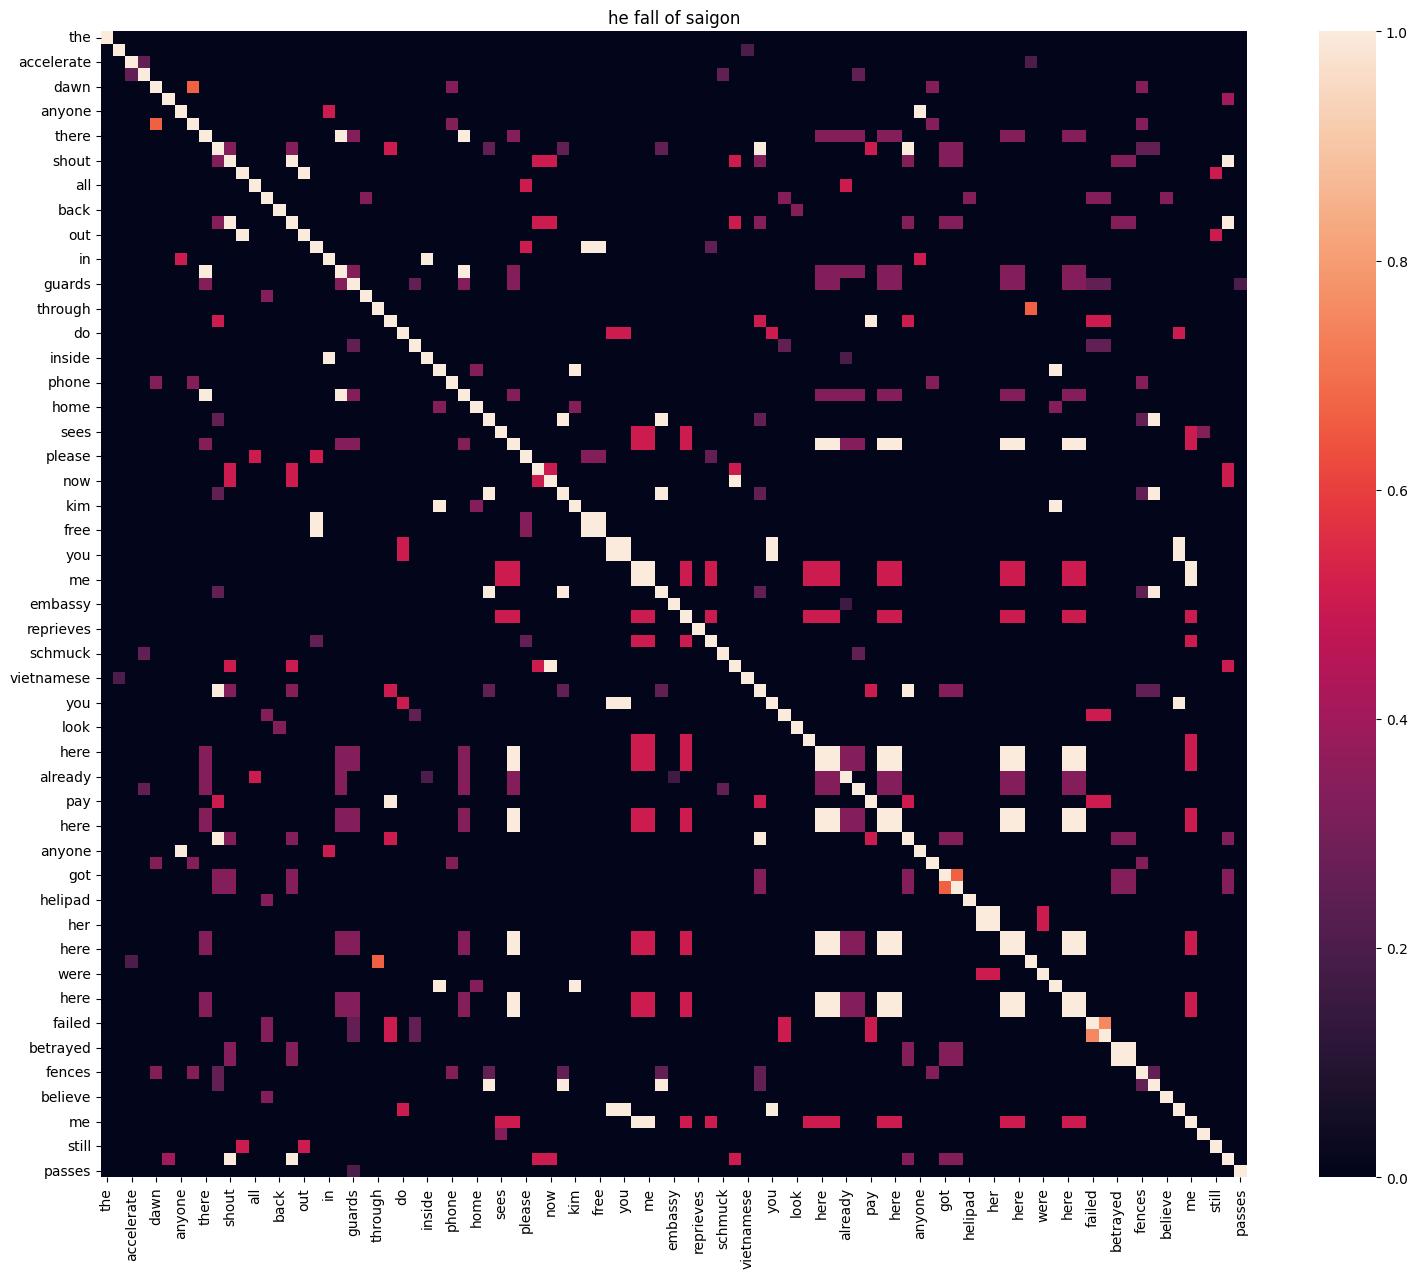 he fall of saigon
the
accelerate
dawn
anyone
there
shout
all
back
out
in
guards
through
do
inside
phone
home
sees
please
now
kim
free
you
me
embassy
reprieves
schmuck
vietnamese
you
look
here
already
pay
here
anyone
got
helipad
her
here
were
here
failed
betrayed
fences
believe
me
still
passes
the
accelerate
dawn
anyone
there
shout
all
back
out
in
guards
through
do
inside
phone
home
sees
please
now
kim
free
you
me
embassy
reprieves
schmuck
vietnamese
you
look
here
already
pay
here
anyone
got
helipad
her
here
were
here
failed
betrayed
fences
believe
me
still
passes
1.0
0.8
0.6
0.4
0.2
0.0